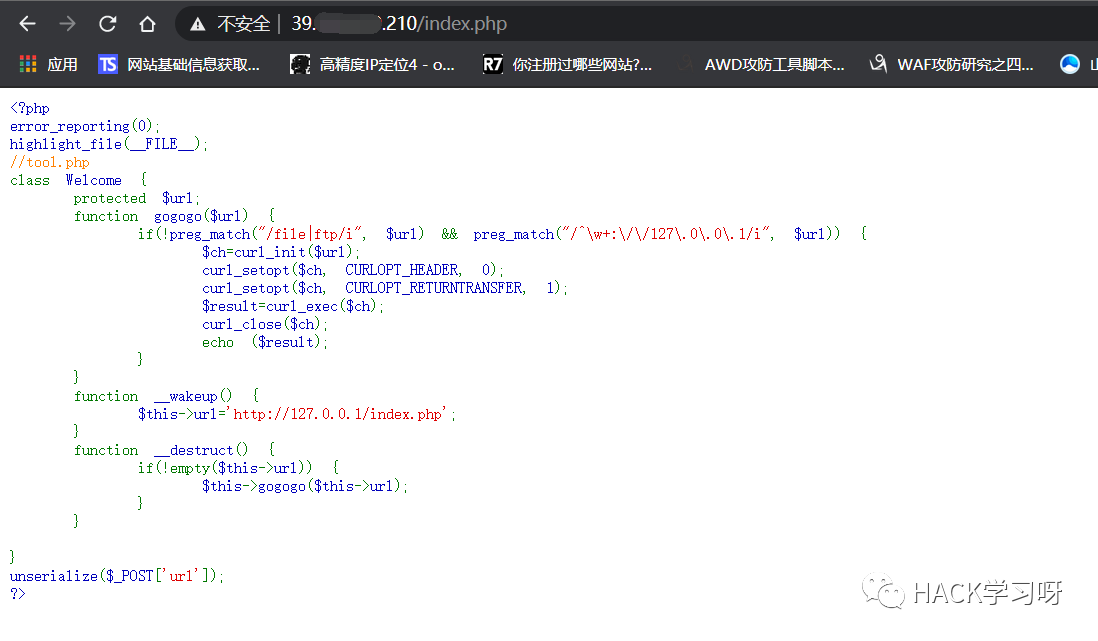 不安全 | 39. .210/index.php
应用 TS 网站基础信息获取... 高精度IP定位4 - o... R7 你注册过哪些网站?... AWD攻防工具脚本... WAF攻防研究之四...
<?php
error_reporting(0);
highlight_file(__FILE__);
//tool.php
class Welcome {
protected $url;
function gogogo($url) {
if(!preg_match("/file|ftp/i", $url) && preg_match("/^\w+:\/\/127\.0\.0\.1/i", $url)) {
$ch=curl_init($url);
curl_setopt($ch, CURLOPT_HEADER, 0);
curl_setopt($ch, CURLOPT_RETURNTRANSFER, 1);
$result=curl_exec($ch);
curl_close($ch);
echo ($result);
}
}
function __wakeup() {
$this->url='http://127.0.0.1/index.php';
}
function __destruct() {
if(!empty($this->url)) {
$this->gogogo($this->url);
}
}
}
unserialize($_POST['url']);
?>
HACK学习呀